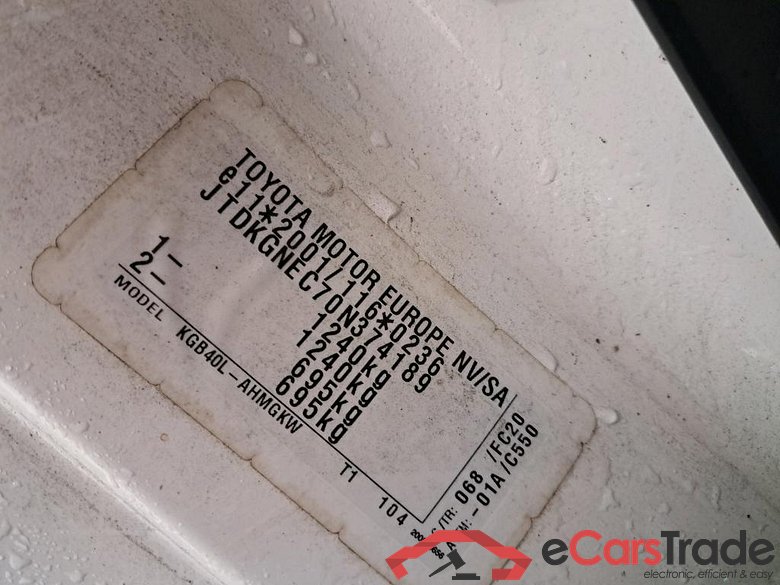 TOYOTA MOTOR EUROPE NV/SA
e11*2001/116*0236
JTDKGNEC70N374189
1240kg
1240kg
1- 695kg
2- 695kg
MODEL KGB40L-AHMGKW
T1 104
/TR: 068 /FC20
-01A /C550
eCarsTrade
electronic, efficient & easy